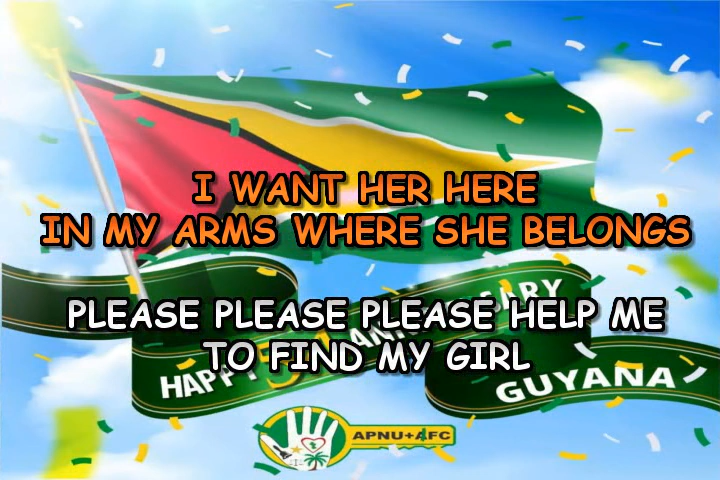 I WANT HER HERE
IN MY ARMS WHERE SHE BELONGS
PLEASE PLEASE PLEASE HELP ME
TO FIND MY GIRL
GUYANA
APNU+AFC